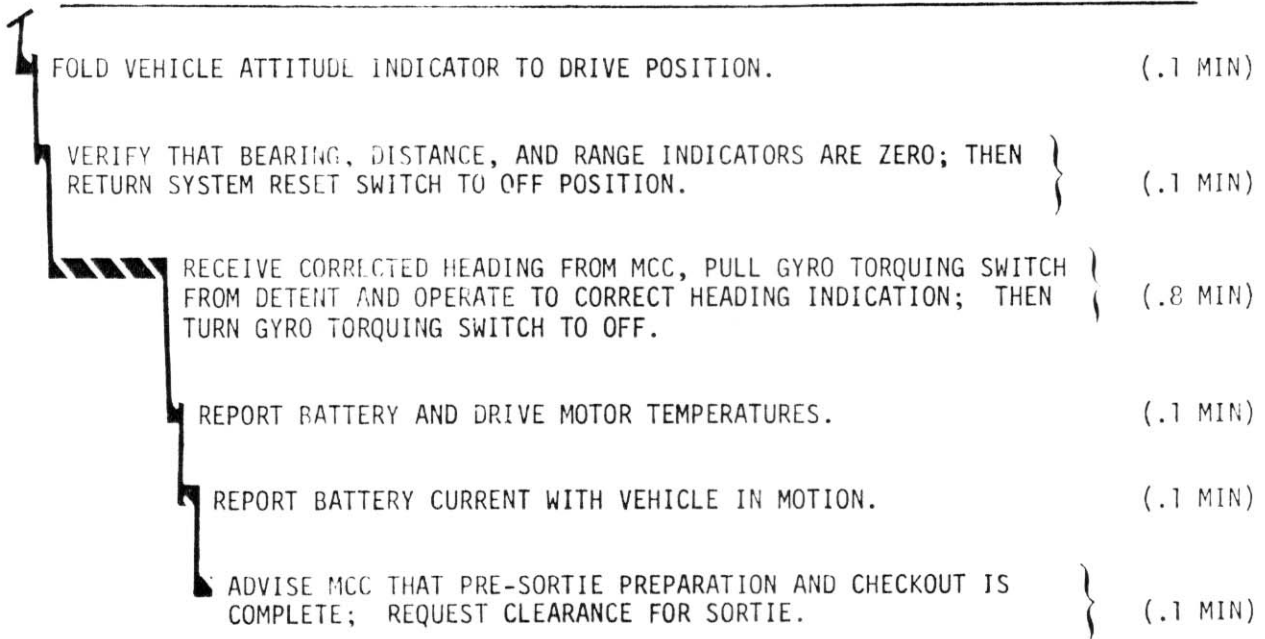 FOLD VEHICLE ATTITUDE INDICATOR TO DRIVE POSITION. (.1 MIN)
VERIFY THAT BEARING, DISTANCE, AND RANGE INDICATORS ARE ZERO; THEN
RETURN SYSTEM RESET SWITCH TO OFF POSITION. (.1 MIN)
RECEIVE CORRECTED HEADING FROM MCC, PULL GYRO TORQUING SWITCH
FROM DETENT AND OPERATE TO CORRECT HEADING INDICATION; THEN (.8 MIN)
TURN GYRO TORQUING SWITCH TO OFF.
REPORT BATTERY AND DRIVE MOTOR TEMPERATURES. (.1 MIN)
REPORT BATTERY CURRENT WITH VEHICLE IN MOTION. (.1 MIN)
ADVISE MCC THAT PRE-SORTIE PREPARATION AND CHECKOUT IS
COMPLETE; REQUEST CLEARANCE FOR SORTIE. (.1 MIN)